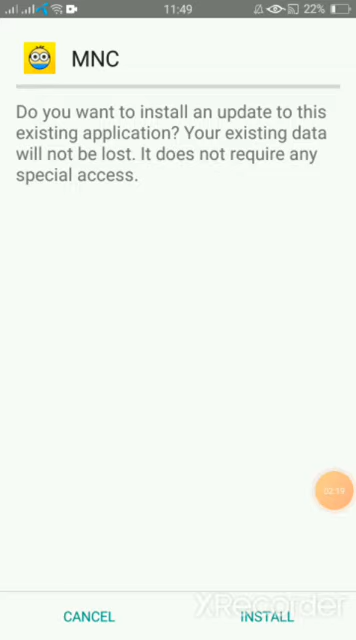 11:49
22%
MNC
Do you want to install an update to this
existing application? Your existing data
will not be lost. It does not require any
special access.
02:19
CANCEL
INSTALL
XRecorder